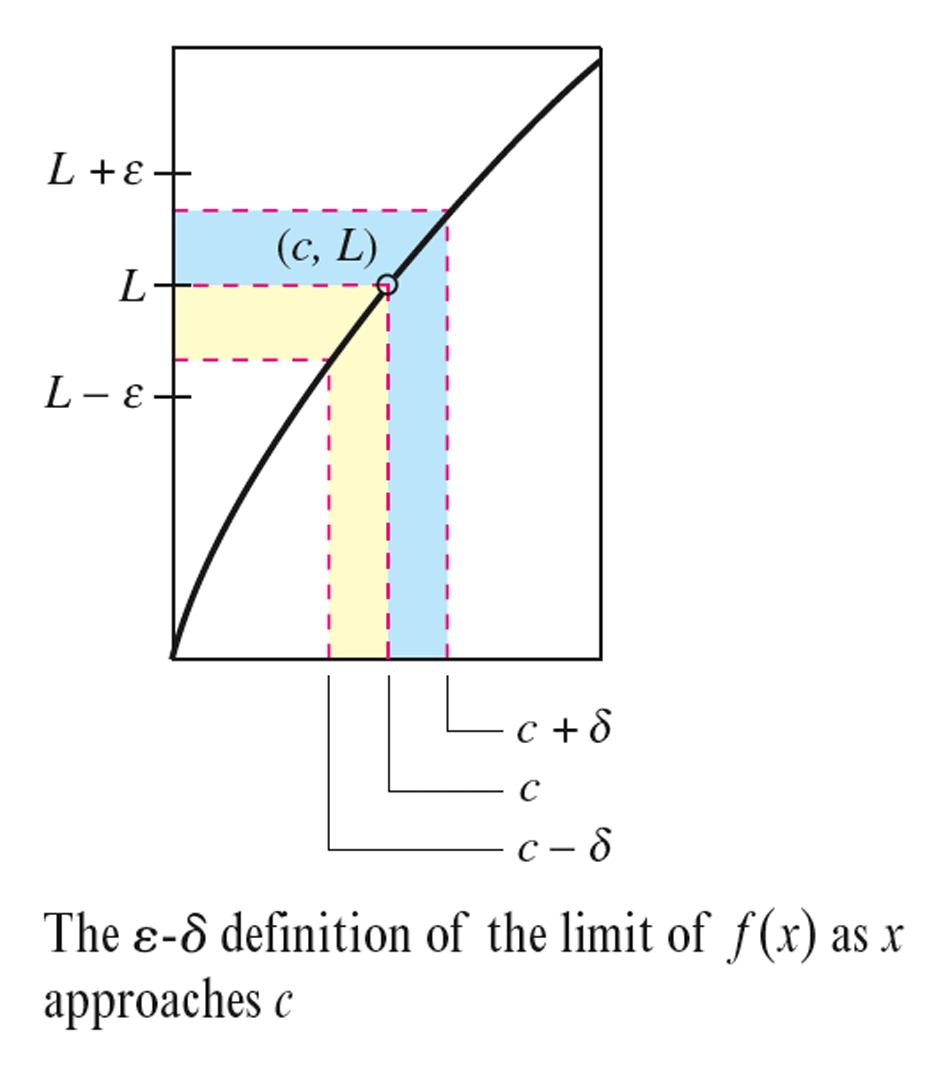 L + ε
(c, L)
L
L − ε
c + δ
c
c − δ
The ε-δ definition of the limit of f(x) as x
approaches c